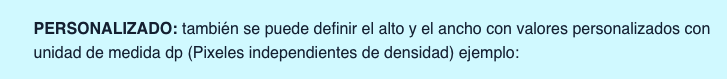 PERSONALIZADO: también se puede definir el alto y el ancho con valores personalizados con
unidad de medida dp (Pixeles independientes de densidad) ejemplo: